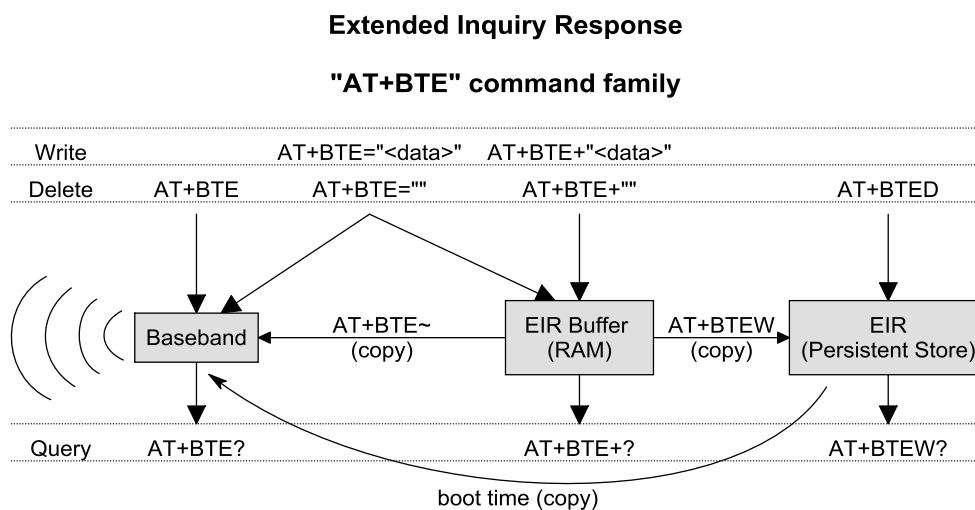 Extended Inquiry Response
"AT+BTE" command family
Write AT+BTE="<data>" AT+BTE+"<data>"
Delete AT+BTE AT+BTE="" AT+BTE+"" AT+BTED
Baseband
AT+BTE~
(copy)
EIR Buffer
(RAM)
AT+BTEW
(copy)
EIR
(Persistent Store)
Query AT+BTE? AT+BTE+? AT+BTEW?
boot time (copy)